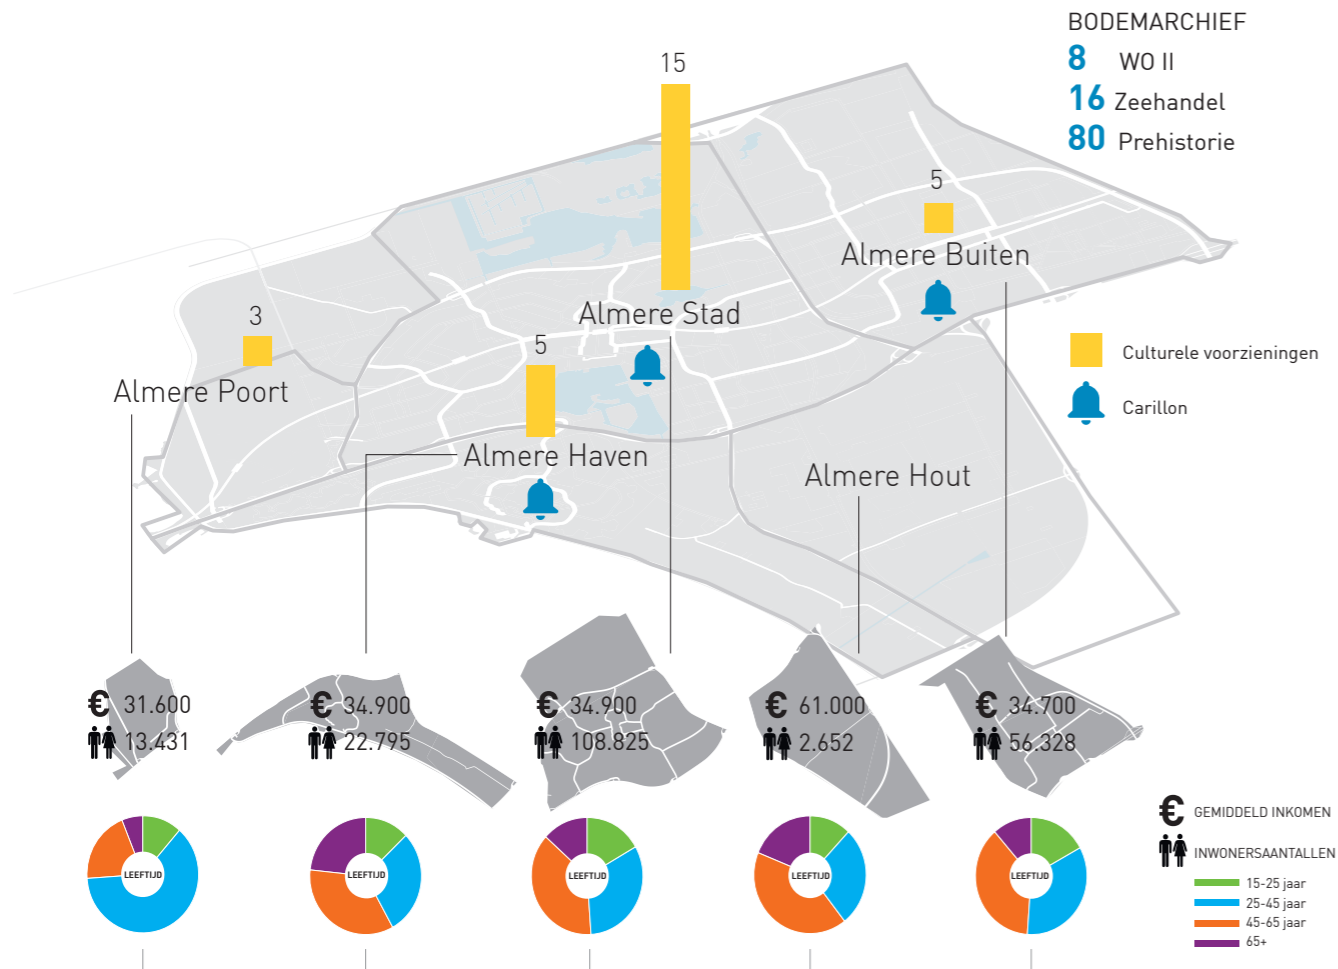 BODEMARCHIEF
8 WO II
16 Zeehandel
80 Prehistorie
15
5
Almere Buiten
3
Almere Stad
5
Almere Poort
Culturele voorzieningen
Carillon
Almere Haven
Almere Hout
€ 31.600
13.431
€ 34.900
22.795
€ 34.900
108.825
€ 61.000
2.652
€ 34.700
56.328
LEEFTIJD
LEEFTIJD
LEEFTIJD
LEEFTIJD
LEEFTIJD
€ GEMIDDELD INKOMEN
INWONERSAANTALLEN
15-25 jaar
25-45 jaar
45-65 jaar
65+